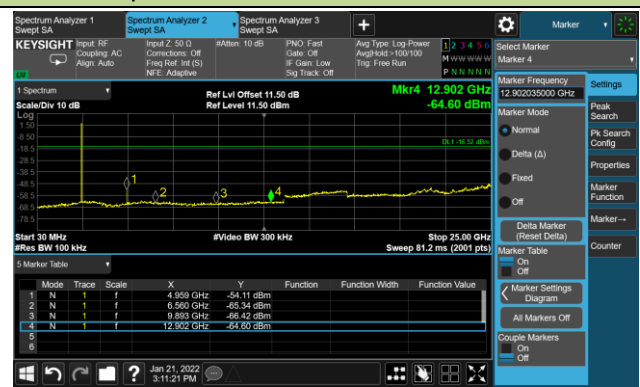 Spectrum Analyzer 1
Swept SA
Spectrum Analyzer 2
Swept SA
Spectrum Analyzer 3
Swept SA
+
Marker
KEYSIGHT
Input: RF
Coupling: AC
Align: Auto
Input Z: 50 Ω
Corrections: Off
Freq Ref: Int (S)
NFE: Adaptive
#Atten: 10 dB
PNO: Fast
Gate: Off
IF Gain: Low
Sig Track: Off
Avg Type: Log-Power
Avg|Hold:>100/100
Trig: Free Run
1 2 3 4 5 6
M W W W W W
P N N N N N
LXI
Select Marker
Marker 4
1 Spectrum
Scale/Div 10 dB
Log
Ref Lvl Offset 11.50 dB
Ref Level 11.50 dBm
Mkr4 12.902 GHz
-64.60 dBm
1.50
-8.50
-18.5
-28.5
-38.5
-48.5
-58.5
-68.5
-78.5
DL1 -16.52 dBm
1
2
3
4
Start 30 MHz
#Res BW 100 kHz
#Video BW 300 kHz
Stop 25.00 GHz
Sweep 81.2 ms (2001 pts)
5 Marker Table
Mode Trace Scale X Y Function Function Width Function Value
1 N 1 f 4.959 GHz -54.11 dBm
2 N 1 f 6.560 GHz -65.34 dBm
3 N 1 f 9.893 GHz -66.42 dBm
4 N 1 f 12.902 GHz -64.60 dBm
5
6
Marker Frequency
12.902035000 GHz
Marker Mode
Normal
Delta (Δ)
Fixed
Off
Delta Marker
(Reset Delta)
Marker Table
On
Off
Marker Settings
Diagram
All Markers Off
Couple Markers
On
Off
Settings
Peak
Search
Pk Search
Config
Properties
Marker
Function
Marker→
Counter
?
Jan 21, 2022
3:11:21 PM